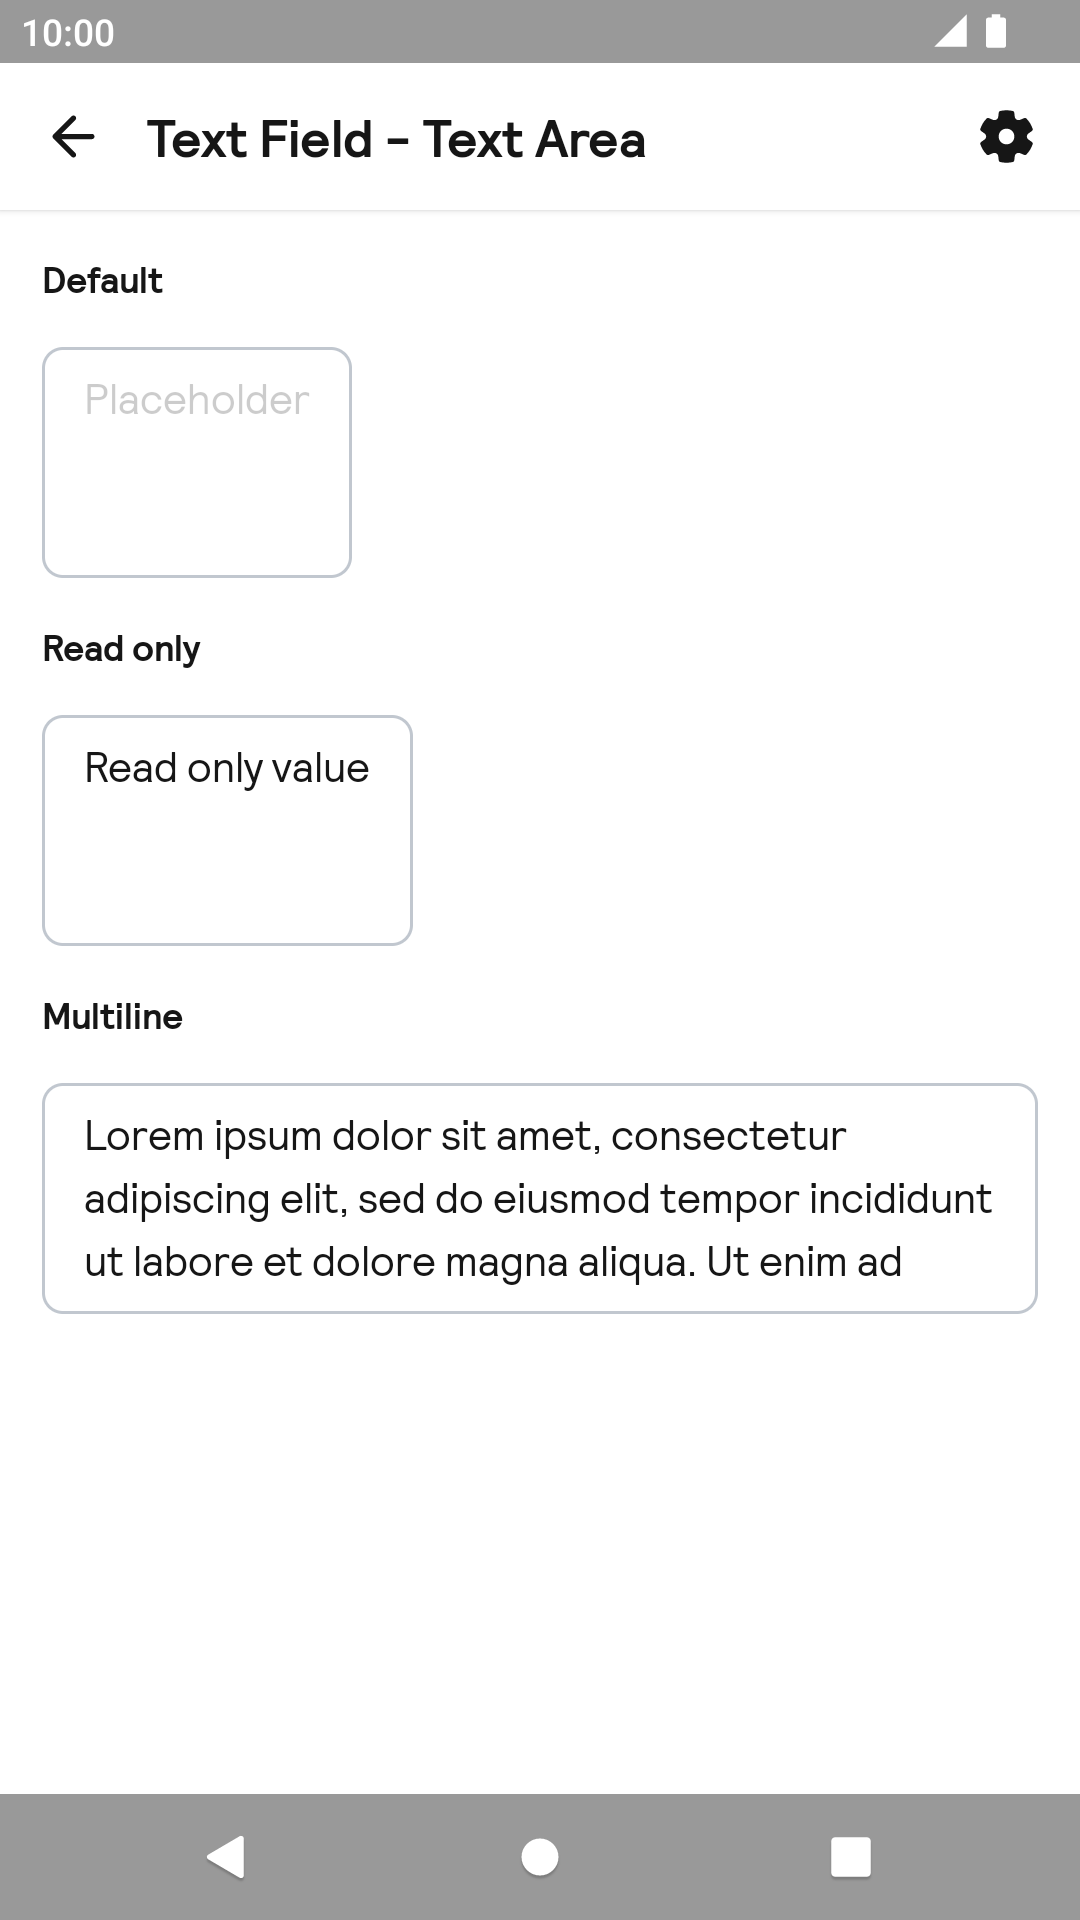 10:00
Text Field - Text Area
Default
Placeholder
Read only
Read only value
Multiline
Lorem ipsum dolor sit amet, consectetur
adipiscing elit, sed do eiusmod tempor incididunt
ut labore et dolore magna aliqua. Ut enim ad